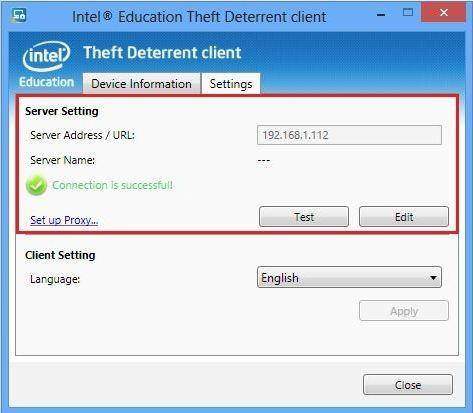 Intel® Education Theft Deterrent client
intel
Education
Theft Deterrent client
Device Information
Settings
Server Setting
Server Address / URL:
192.168.1.112
Server Name:
---
Connection is successful!
Set up Proxy...
Test
Edit
Client Setting
Language:
English
Apply
Close